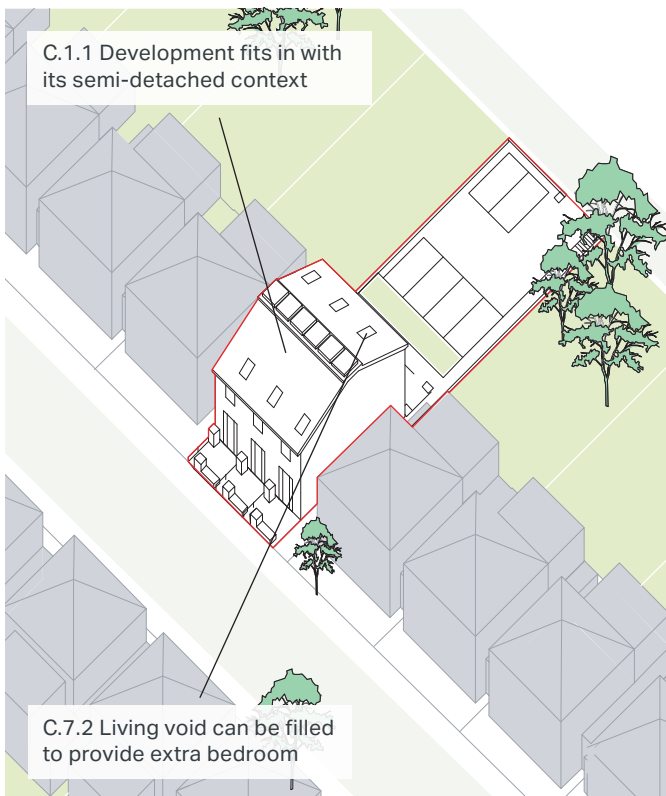 C.1.1 Development fits in with
its semi-detached context
C.7.2 Living void can be filled
to provide extra bedroom